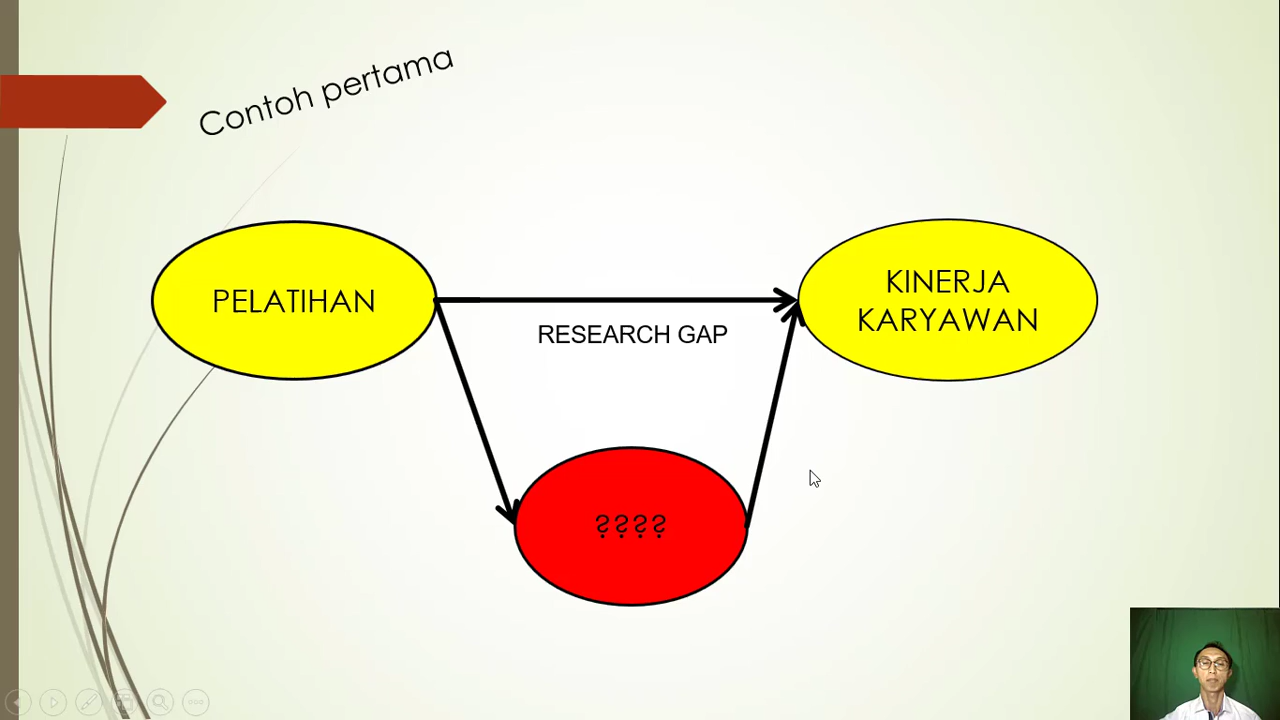 Contoh pertama
PELATIHAN
KINERJA
KARYAWAN
RESEARCH GAP
????